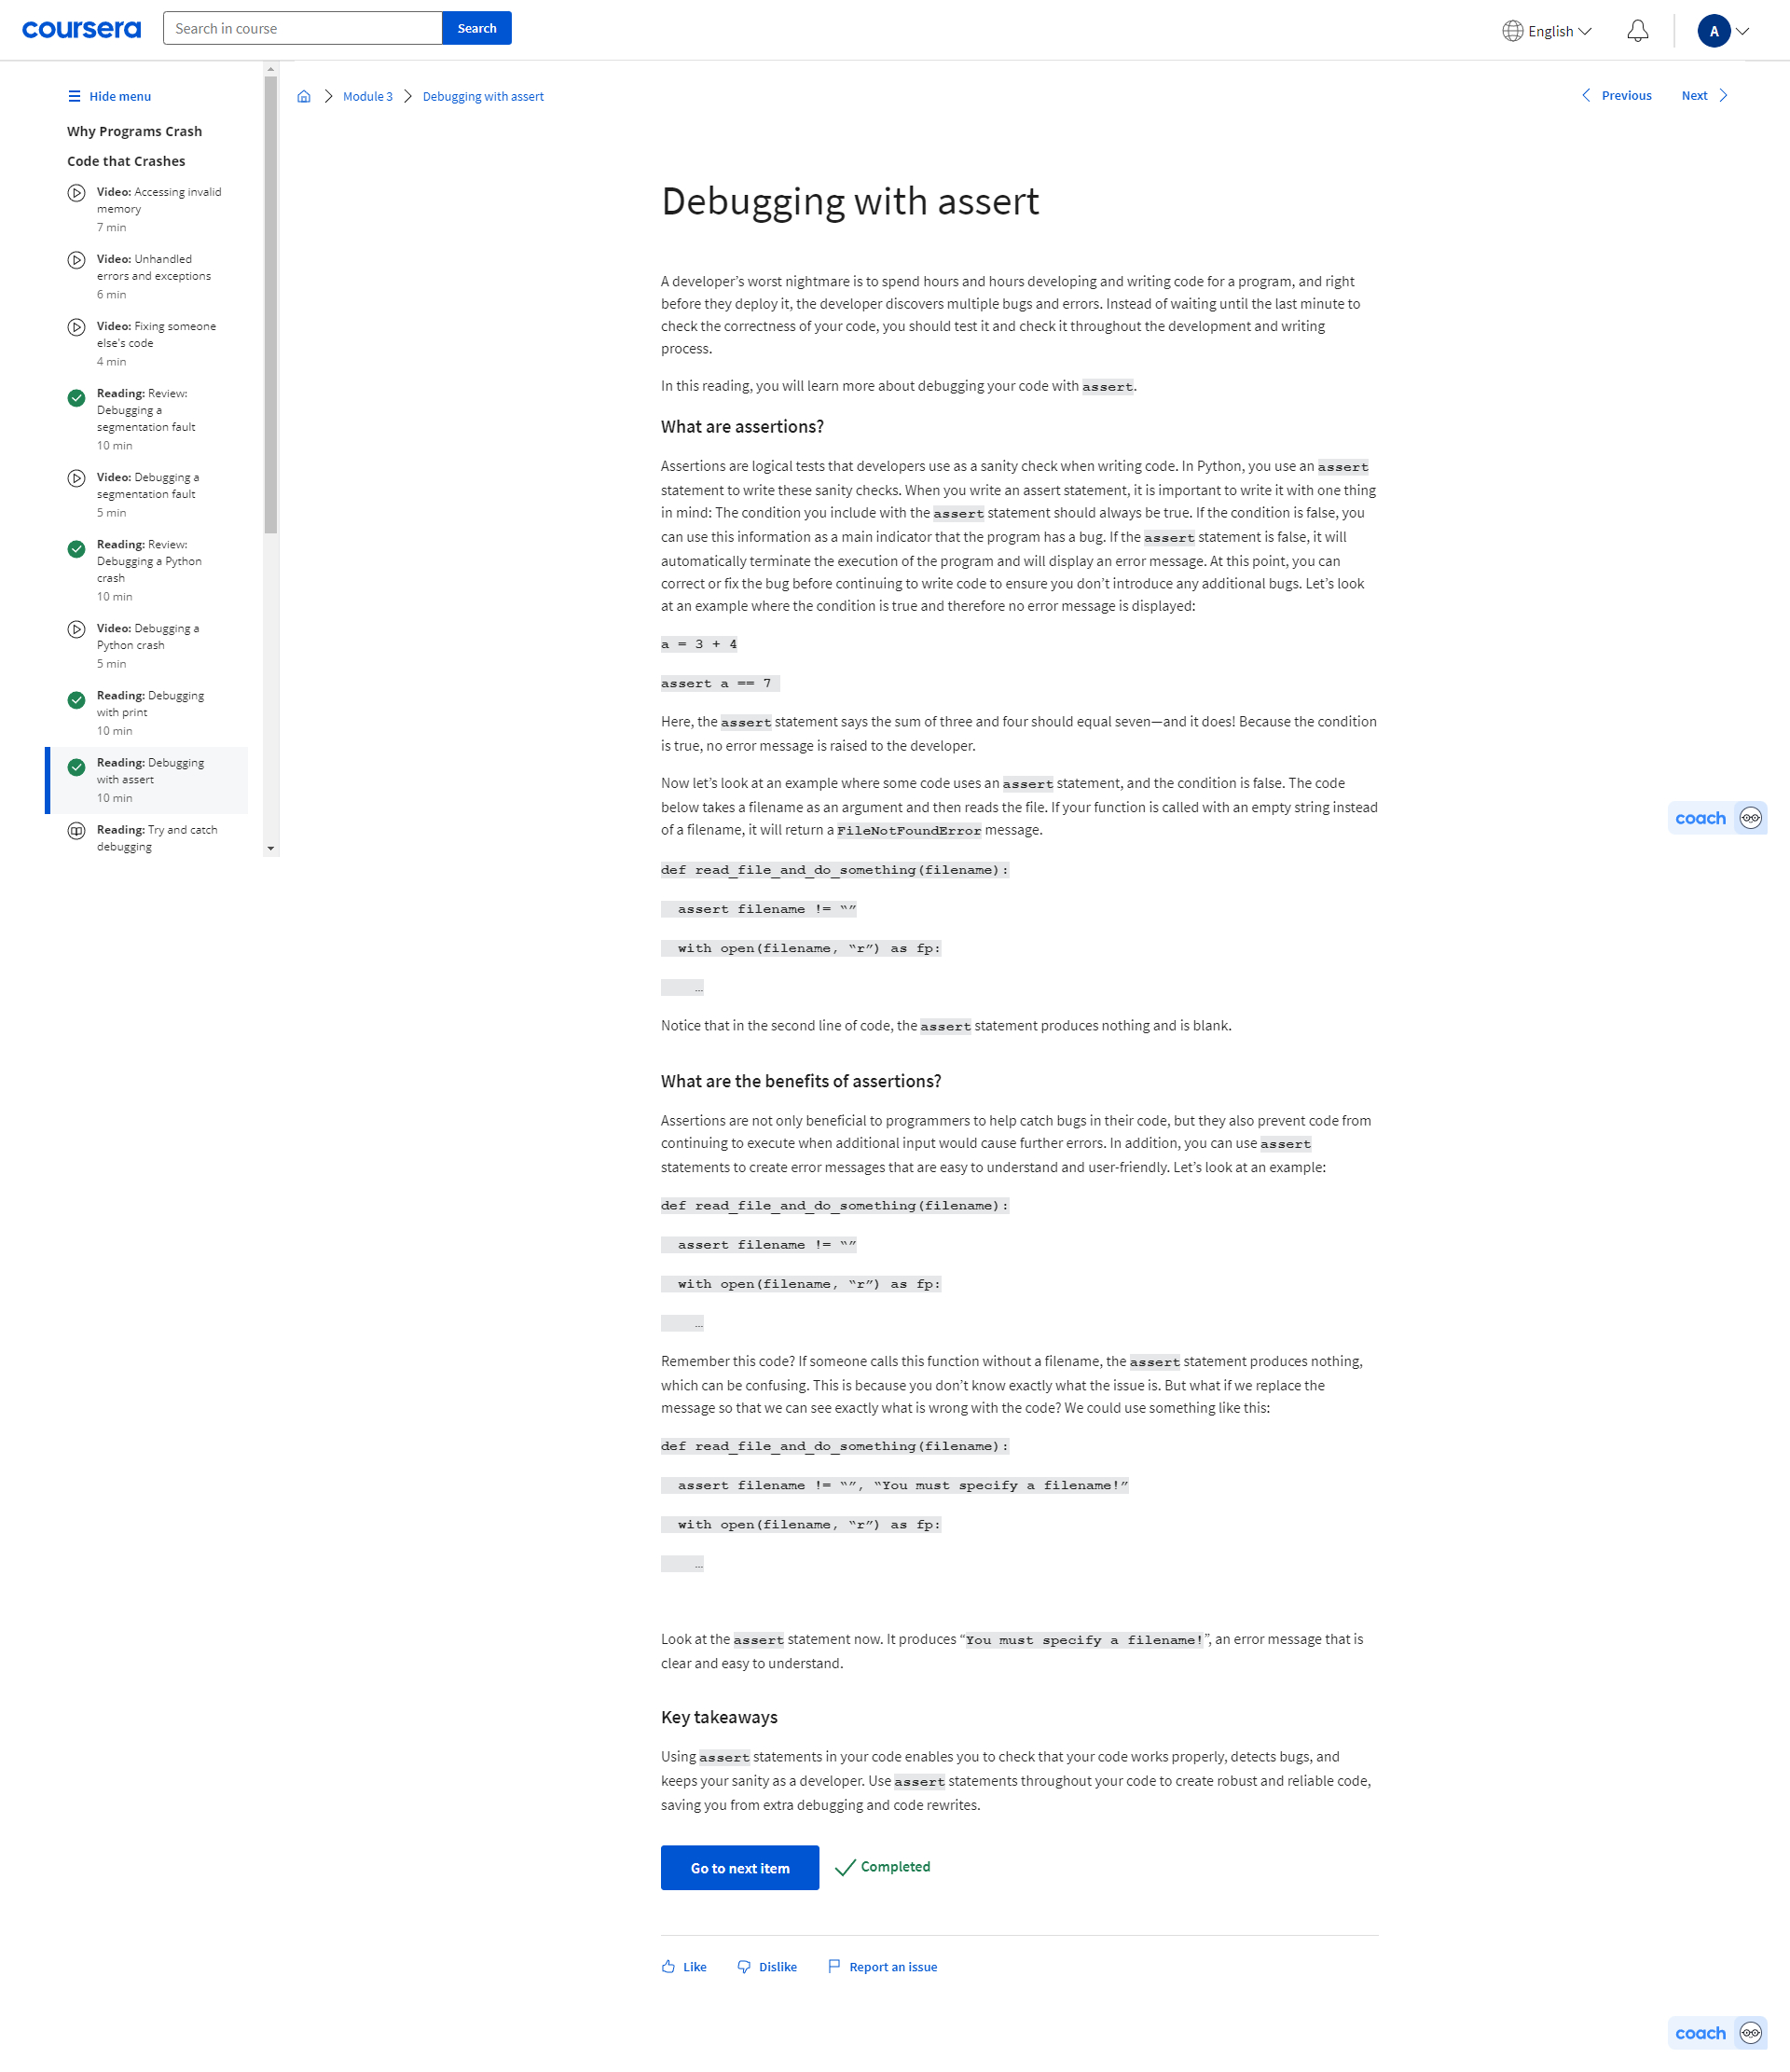 coursera
Search in course
Search
English
A
Hide menu
Why Programs Crash
Code that Crashes
Video: Accessing invalid
memory
7 min
Video: Unhandled
errors and exceptions
6 min
Video: Fixing someone
else's code
4 min
Reading: Review:
Debugging a
segmentation fault
10 min
Video: Debugging a
segmentation fault
5 min
Reading: Review:
Debugging a Python
crash
10 min
Video: Debugging a
Python crash
5 min
Reading: Debugging
with print
10 min
Reading: Debugging
with assert
10 min
Reading: Try and catch
debugging
Module 3
Debugging with assert
Previous
Next
Debugging with assert
A developer’s worst nightmare is to spend hours and hours developing and writing code for a program, and right
before they deploy it, the developer discovers multiple bugs and errors. Instead of waiting until the last minute to
check the correctness of your code, you should test it and check it throughout the development and writing
process.
In this reading, you will learn more about debugging your code with assert.
What are assertions?
Assertions are logical tests that developers use as a sanity check when writing code. In Python, you use an assert
statement to write these sanity checks. When you write an assert statement, it is important to write it with one thing
in mind: The condition you include with the assert statement should always be true. If the condition is false, you
can use this information as a main indicator that the program has a bug. If the assert statement is false, it will
automatically terminate the execution of the program and will display an error message. At this point, you can
correct or fix the bug before continuing to write code to ensure you don’t introduce any additional bugs. Let’s look
at an example where the condition is true and therefore no error message is displayed:
a = 3 + 4
assert a == 7
Here, the assert statement says the sum of three and four should equal seven—and it does! Because the condition
is true, no error message is raised to the developer.
Now let’s look at an example where some code uses an assert statement, and the condition is false. The code
below takes a filename as an argument and then reads the file. If your function is called with an empty string instead
of a filename, it will return a FileNotFoundError message.
def read_file_and_do_something(filename):
assert filename != “”
with open(filename, “r”) as fp:
…
Notice that in the second line of code, the assert statement produces nothing and is blank.
What are the benefits of assertions?
Assertions are not only beneficial to programmers to help catch bugs in their code, but they also prevent code from
continuing to execute when additional input would cause further errors. In addition, you can use assert
statements to create error messages that are easy to understand and user-friendly. Let’s look at an example:
def read_file_and_do_something(filename):
assert filename != “”
with open(filename, “r”) as fp:
…
Remember this code? If someone calls this function without a filename, the assert statement produces nothing,
which can be confusing. This is because you don’t know exactly what the issue is. But what if we replace the
message so that we can see exactly what is wrong with the code? We could use something like this:
def read_file_and_do_something(filename):
assert filename != “”, “You must specify a filename!”
with open(filename, “r”) as fp:
…
Look at the assert statement now. It produces “You must specify a filename!”, an error message that is
clear and easy to understand.
Key takeaways
Using assert statements in your code enables you to check that your code works properly, detects bugs, and
keeps your sanity as a developer. Use assert statements throughout your code to create robust and reliable code,
saving you from extra debugging and code rewrites.
Go to next item
Completed
Like
Dislike
Report an issue
coach
coach